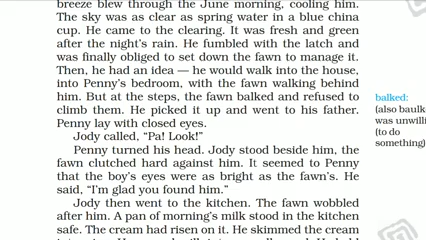 breeze blew through the June morning, cooling him.
The sky was as clear as spring water in a blue china
cup. He came to the clearing. It was fresh and green
after the night's rain. He fumbled with the latch and
was finally obliged to set down the fawn to manage it.
Then, he had an idea — he would walk into the house,
into Penny's bedroom, with the fawn walking behind
him. But at the steps, the fawn balked and refused to
climb them. He picked it up and went to his father.
Penny lay with closed eyes.
Jody called, "Pa! Look!"
Penny turned his head. Jody stood beside him, the
fawn clutched hard against him. It seemed to Penny
that the boy's eyes were as bright as the fawn's. He
said, "I'm glad you found him."
Jody then went to the kitchen. The fawn wobbled
after him. A pan of morning's milk stood in the kitchen
safe. The cream had risen on it. He skimmed the cream
balked:
(also baulk
was unwilli
(to do
something)